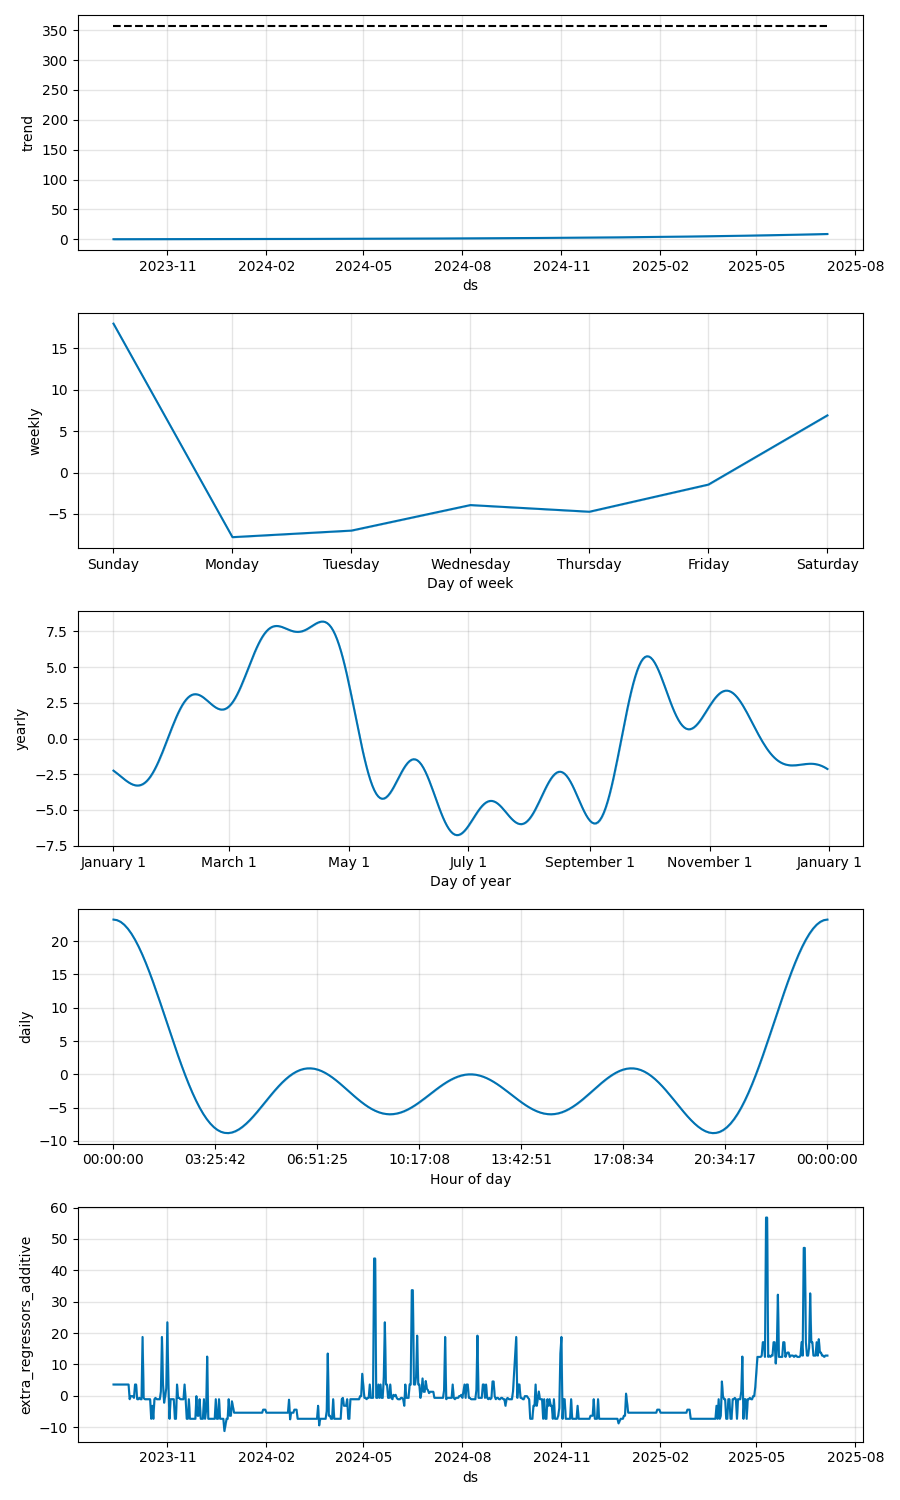 350
300
250
200
150
100
50
0
trend
2023-11 2024-02 2024-05 2024-08 2024-11 2025-02 2025-05 2025-08
ds
15
10
5
0
−5
weekly
Sunday Monday Tuesday Wednesday Thursday Friday Saturday
Day of week
7.5
5.0
2.5
0.0
−2.5
−5.0
−7.5
yearly
January 1 March 1 May 1 July 1 September 1 November 1 January 1
Day of year
20
15
10
5
0
−5
−10
daily
00:00:00 03:25:42 06:51:25 10:17:08 13:42:51 17:08:34 20:34:17 00:00:00
Hour of day
60
50
40
30
20
10
0
−10
extra_regressors_additive
2023-11 2024-02 2024-05 2024-08 2024-11 2025-02 2025-05 2025-08
ds